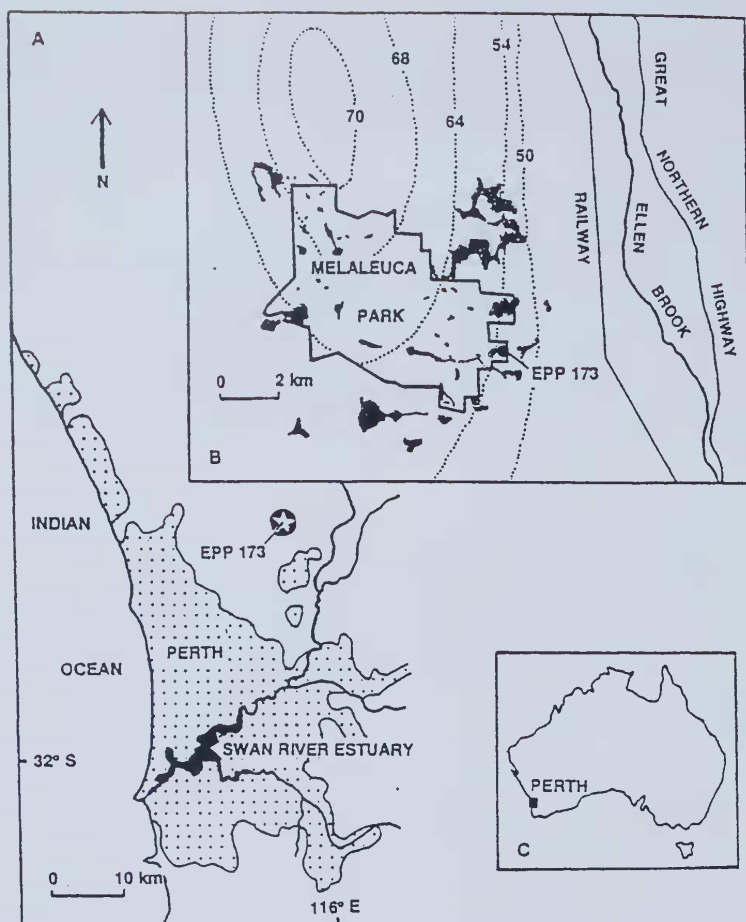 A
N
68
70
54
64
50
GREAT
NORTHERN
HIGHWAY
RAILWAY
ELLEN
BROOK
MELALEUCA
PARK
EPP 173
0 2 km
B
INDIAN
OCEAN
EPP 173
PERTH
SWAN RIVER ESTUARY
32° S
0 10 km
116° E
PERTH
C